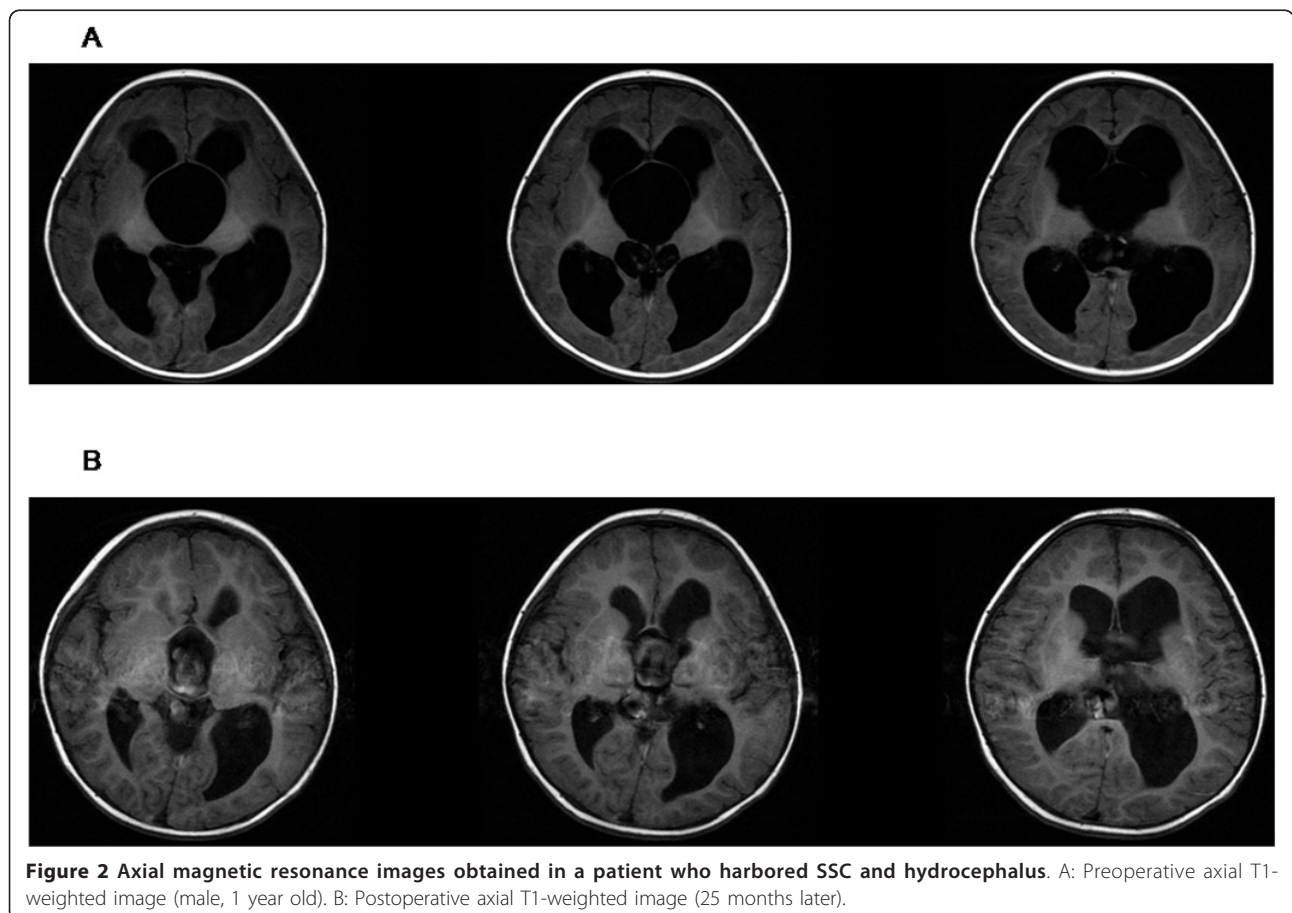 A
B
Figure 2 Axial magnetic resonance images obtained in a patient who harbored SSC and hydrocephalus. A: Preoperative axial T1-
weighted image (male, 1 year old). B: Postoperative axial T1-weighted image (25 months later).